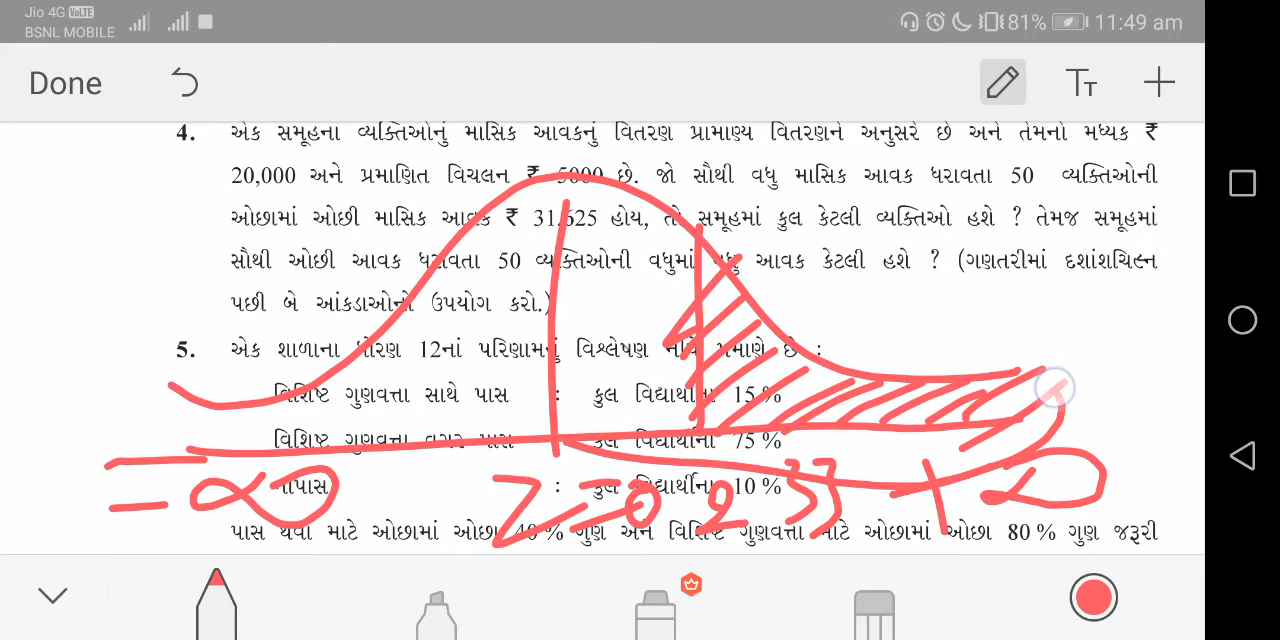 Jio 4G VoLTE
BSNL MOBILE
81% 11:49 am
Done
TT
4. એક સમૂહના વ્યક્તિઓનું માસિક આવકનું વિતરણ પ્રામાણ્ય વિતરણને અનુસરે છે અને તેમનો મધ્યક ₹
20,000 અને પ્રમાણિત વિચલન ₹ 5000 છે. જો સૌથી વધુ માસિક આવક ધરાવતા 50 વ્યક્તિઓની
ઓછામાં ઓછી માસિક આવક ₹ 31,625 હોય, તો સમૂહમાં કુલ કેટલી વ્યક્તિઓ હશે ? તેમજ સમૂહમાં
સૌથી ઓછી આવક ધરાવતા 50 વ્યક્તિઓની વધુમાં વધુ આવક કેટલી હશે ? (ગણતરીમાં દશાંશચિહ્ન
પછી બે આંકડાઓનો ઉપયોગ કરો.)
5. એક શાળાના ધોરણ 12નાં પરિણામનું વિશ્લેષણ નીચે પ્રમાણે છે :
વિશિષ્ટ ગુણવત્તા સાથે પાસ : કુલ વિદ્યાર્થીના 15 %
વિશિષ્ટ ગુણવત્તા વગર પાસ : કુલ વિદ્યાર્થીના 75 %
નાપાસ : કુલ વિદ્યાર્થીના 10 %
પાસ થવા માટે ઓછામાં ઓછા 40 % ગુણ અને વિશિષ્ટ ગુણવત્તા માટે ઓછામાં ઓછા 80 % ગુણ જરૂરી
-∞ Z=0 2 33 +∞